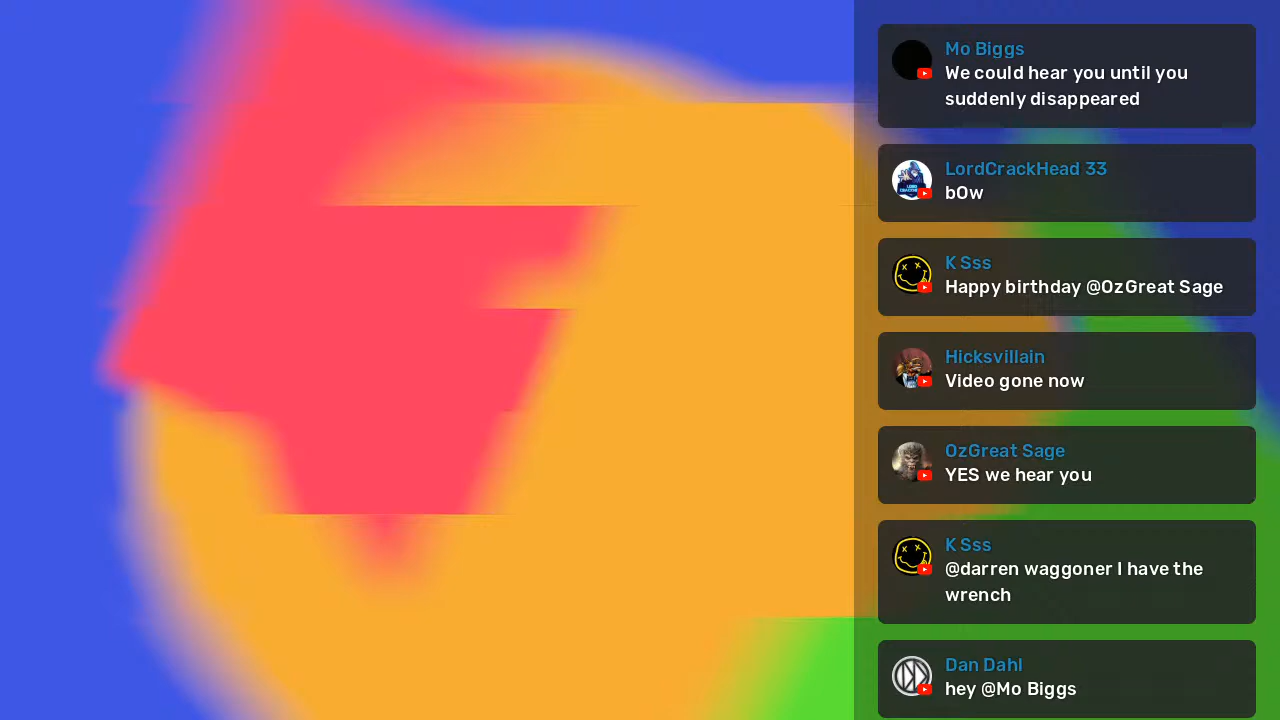 Mo Biggs
We could hear you until you
suddenly disappeared
LordCrackHead 33
bOw
K Sss
Happy birthday @OzGreat Sage
Hicksvillain
Video gone now
OzGreat Sage
YES we hear you
K Sss
@darren waggoner I have the
wrench
Dan Dahl
hey @Mo Biggs